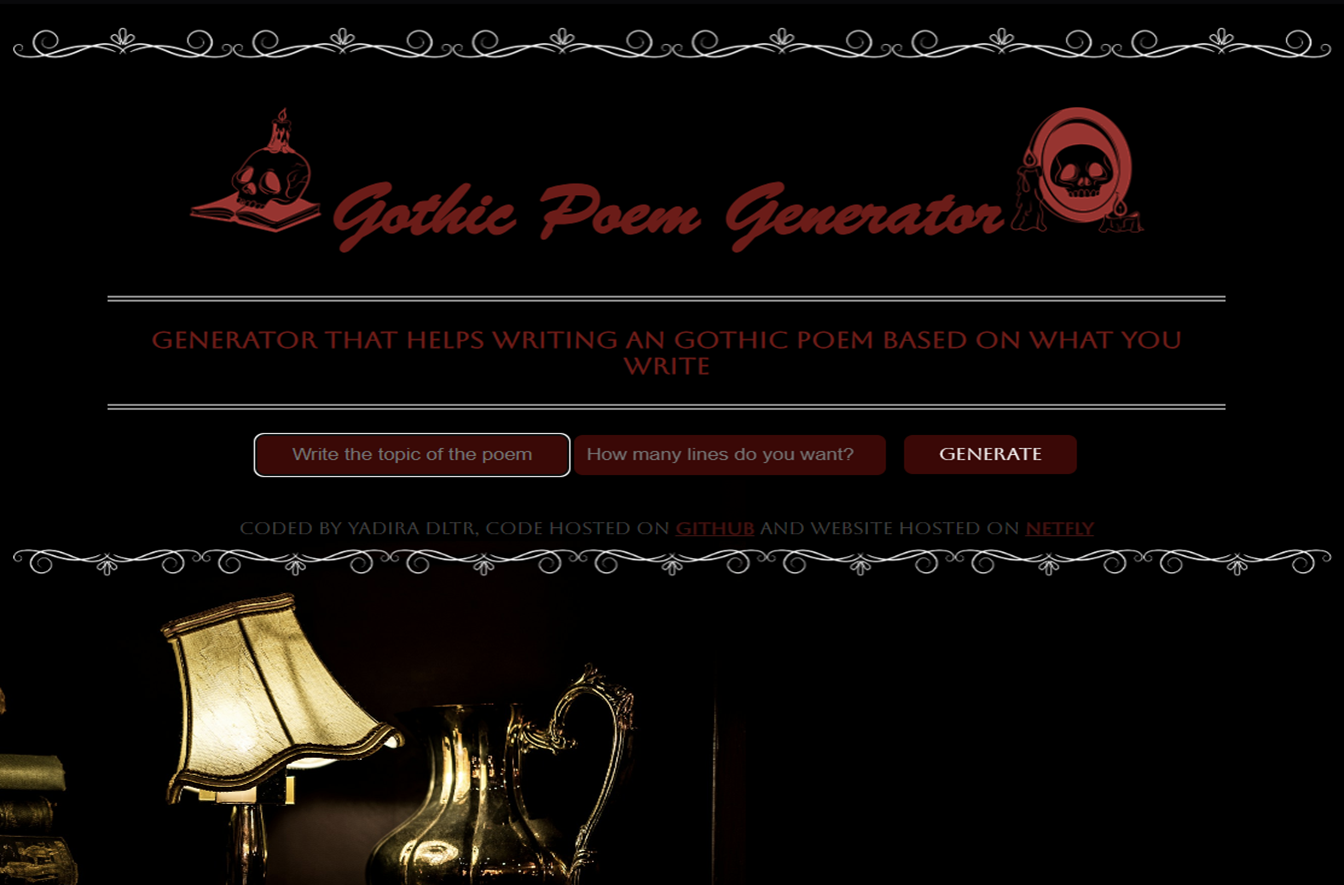 Gothic Poem Generator
GENERATOR THAT HELPS WRITING AN GOTHIC POEM BASED ON WHAT YOU
WRITE
Write the topic of the poem How many lines do you want? GENERATE
CODED BY YADIRA DLTR, CODE HOSTED ON GITHUB AND WEBSITE HOSTED ON NETFLY